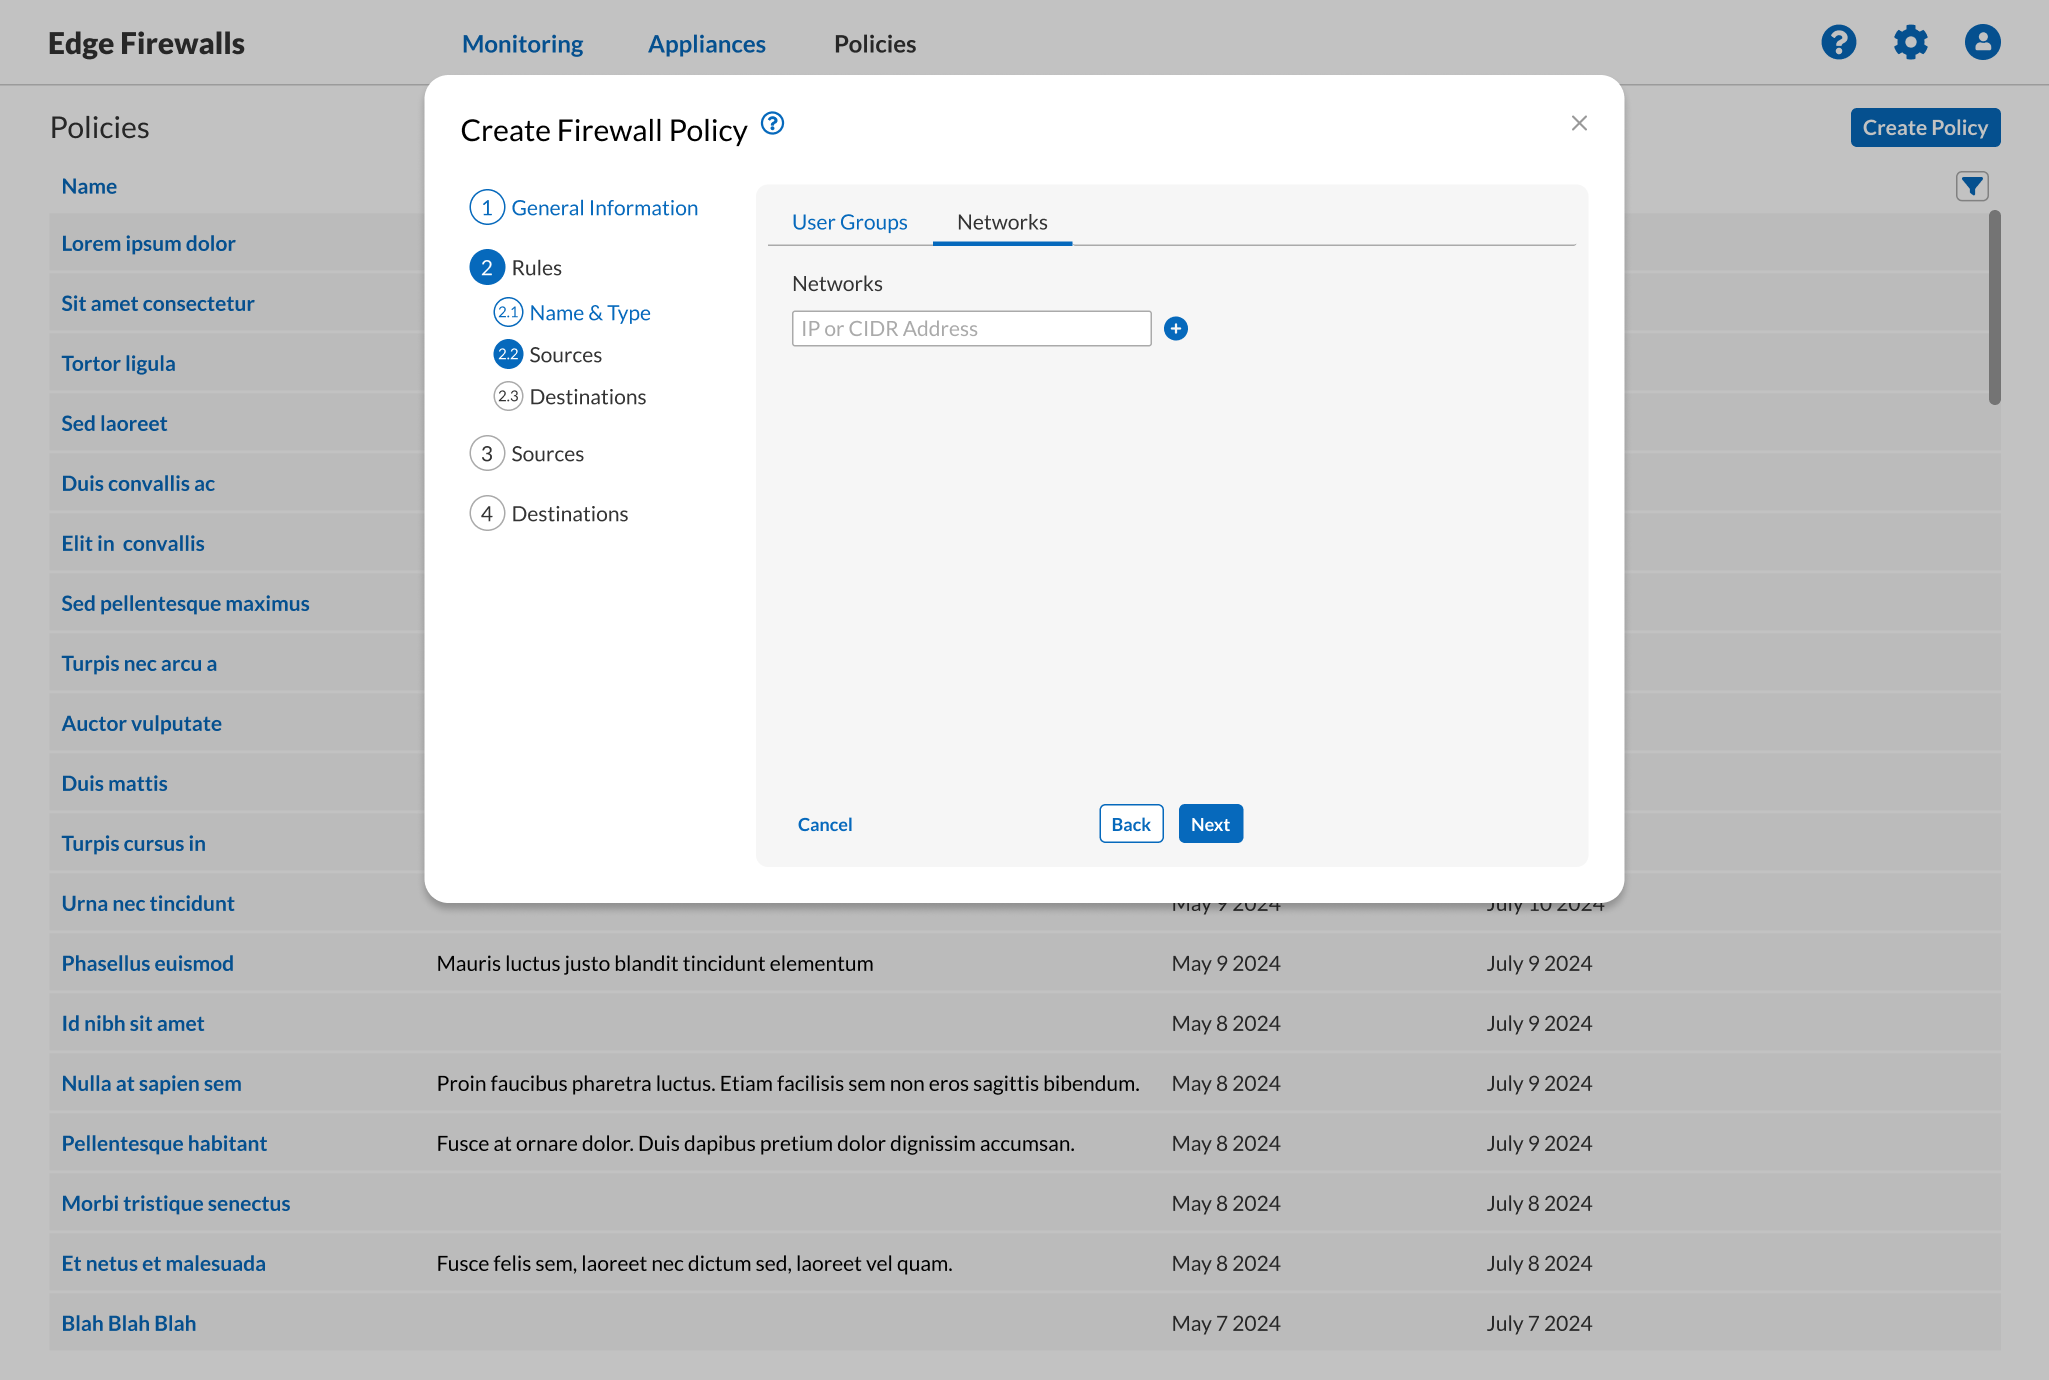 Edge Firewalls
Monitoring
Appliances
Policies
Policies
Create Policy
Name
Lorem ipsum dolor
Sit amet consectetur
Tortor ligula
Sed laoreet
Duis convallis ac
Elit in  convallis
Sed pellentesque maximus
Turpis nec arcu a
Auctor vulputate
Duis mattis
Turpis cursus in
Urna nec tincidunt May 9 2024 July 10 2024
Phasellus euismod Mauris luctus justo blandit tincidunt elementum May 9 2024 July 9 2024
Id nibh sit amet May 8 2024 July 9 2024
Nulla at sapien sem Proin faucibus pharetra luctus. Etiam facilisis sem non eros sagittis bibendum. May 8 2024 July 9 2024
Pellentesque habitant Fusce at ornare dolor. Duis dapibus pretium dolor dignissim accumsan. May 8 2024 July 9 2024
Morbi tristique senectus May 8 2024 July 8 2024
Et netus et malesuada Fusce felis sem, laoreet nec dictum sed, laoreet vel quam. May 8 2024 July 8 2024
Blah Blah Blah May 7 2024 July 7 2024
Create Firewall Policy ?
1 General Information
2 Rules
2.1 Name & Type
2.2 Sources
2.3 Destinations
3 Sources
4 Destinations
User Groups
Networks
Networks
IP or CIDR Address
Cancel
Back
Next